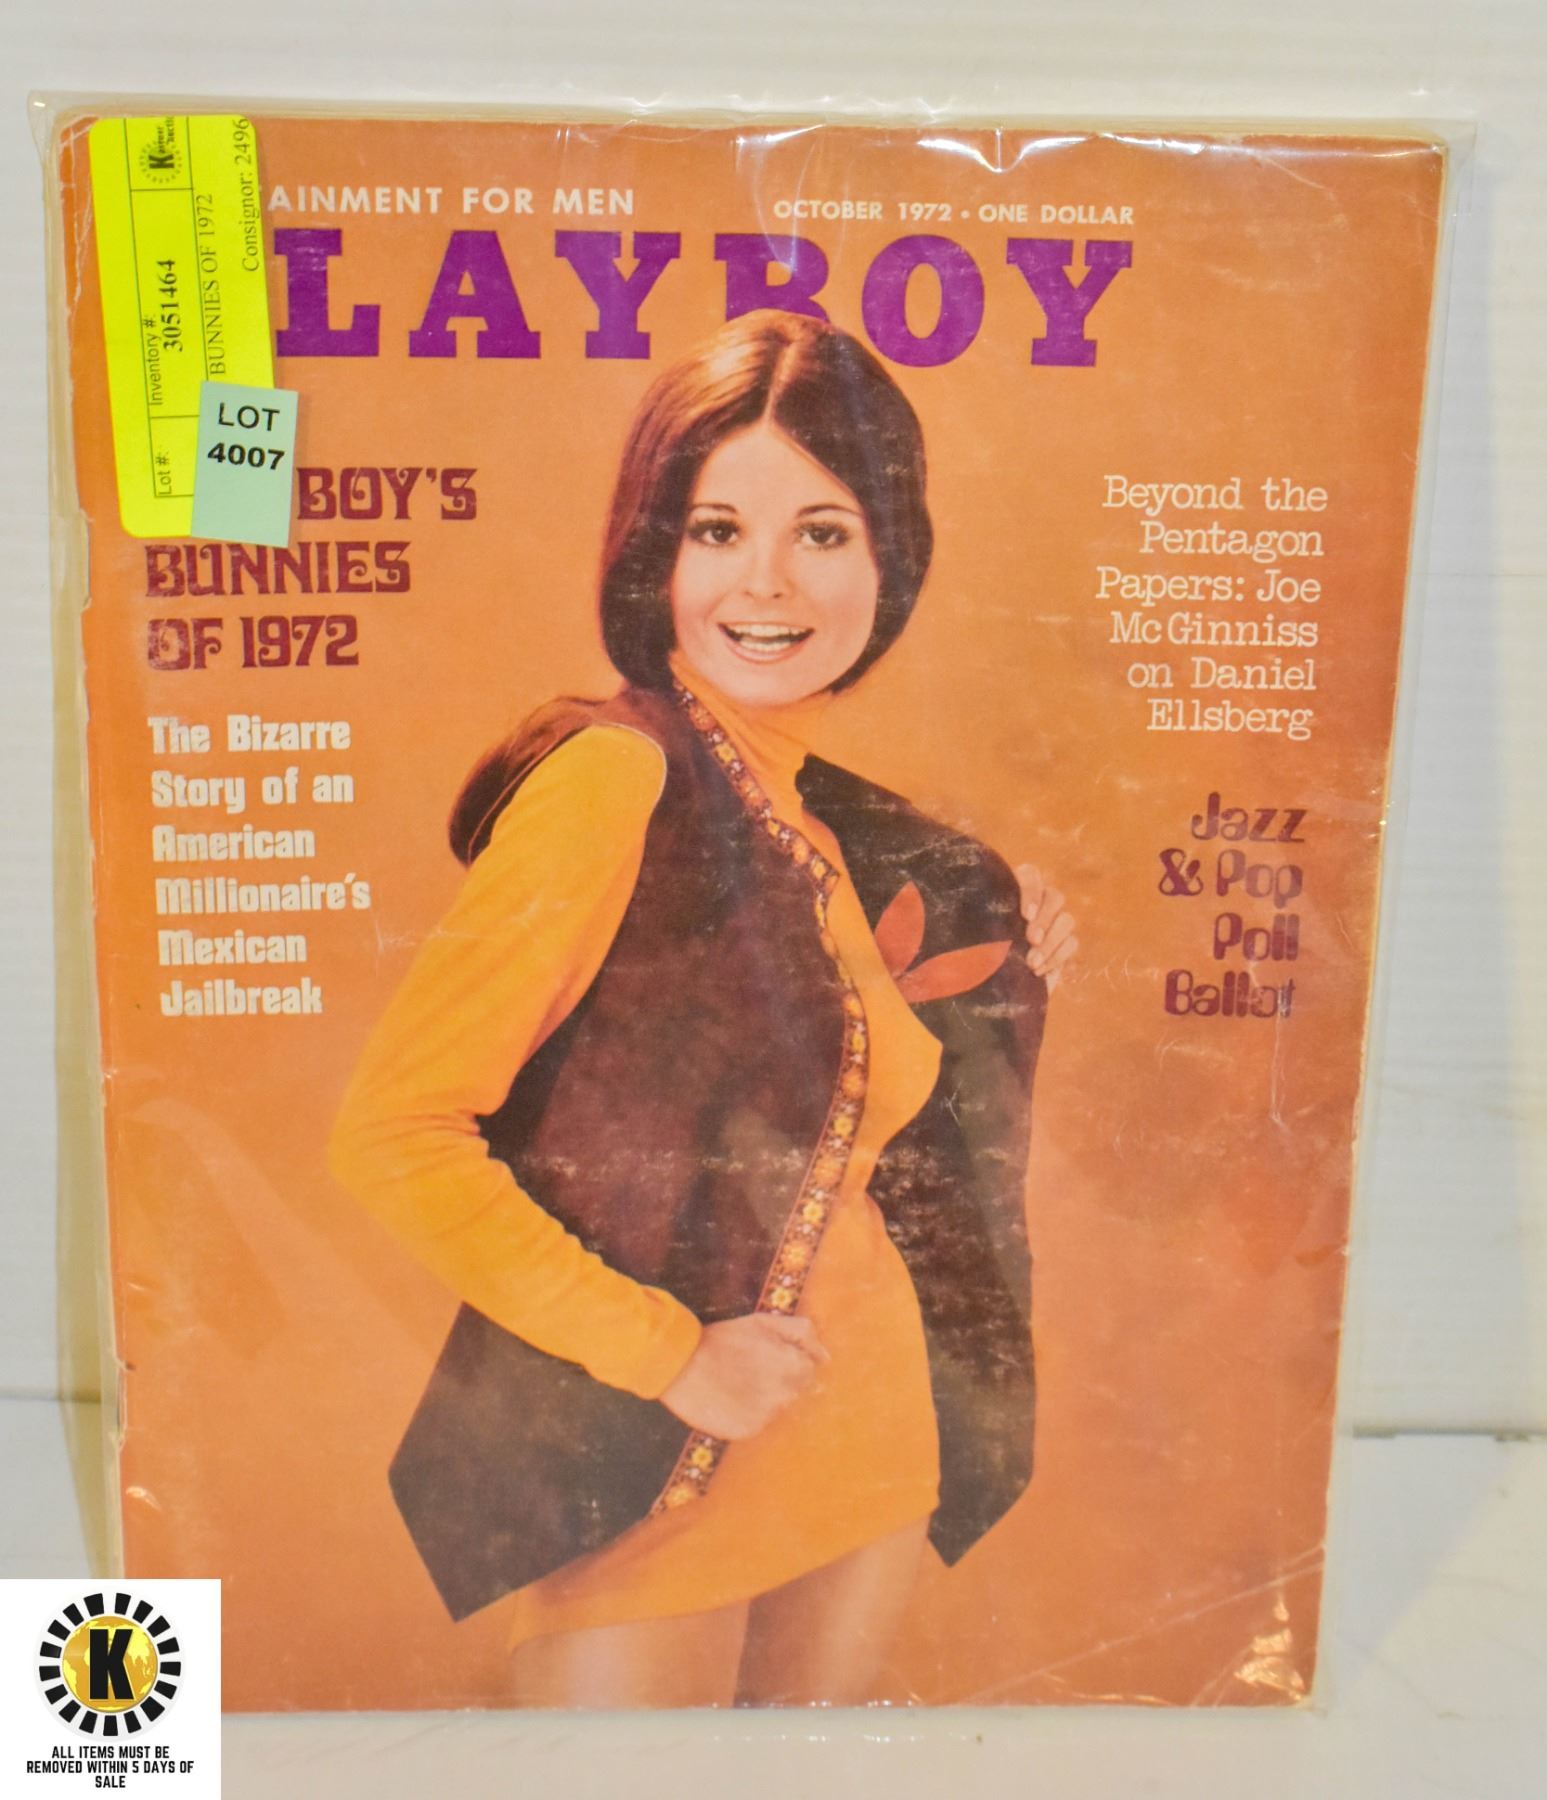 AINMENT FOR MEN
OCTOBER 1972 • ONE DOLLAR
LAYBOY
Lot #:
Inventory #:
3051464
BUNNIES OF 1972
Consignor: 2496
LOT
4007
BOY'S
BUNNIES
OF 1972
The Bizarre
Story of an
American
Millionaire's
Mexican
Jailbreak
Beyond the
Pentagon
Papers: Joe
McGinniss
on Daniel
Ellsberg
Jazz
& Pop
Poll
Ballot
K
ALL ITEMS MUST BE
REMOVED WITHIN 5 DAYS OF
SALE